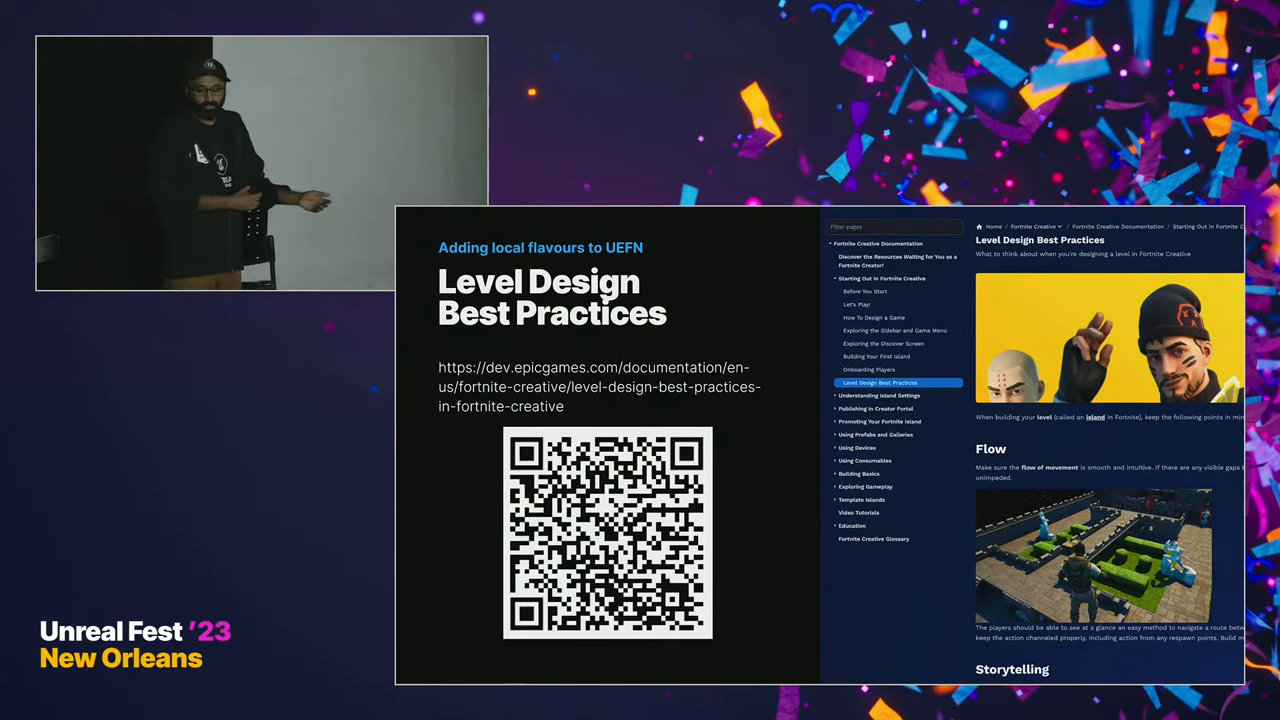 Adding local flavours to UEFN
Level Design
Best Practices
https://dev.epicgames.com/documentation/en-
us/fortnite-creative/level-design-best-practices-
in-fortnite-creative
Filter pages
Fortnite Creative Documentation
Discover the Resources Waiting for You as a
Fortnite Creator!
Starting Out in Fortnite Creative
Before You Start
Let's Play!
How To Design a Game
Exploring the Sidebar and Game Menu
Exploring the Discover Screen
Building Your First Island
Onboarding Players
Level Design Best Practices
Understanding Island Settings
Publishing in Creator Portal
Promoting Your Fortnite Island
Using Prefabs and Galleries
Using Devices
Using Consumables
Building Basics
Exploring Gameplay
Template Islands
Video Tutorials
Education
Fortnite Creative Glossary
Home / Fortnite Creative / Fortnite Creative Documentation / Starting Out in Fortnite C
Level Design Best Practices
What to think about when you're designing a level in Fortnite Creative
When building your level (called an island in Fortnite), keep the following points in min
Flow
Make sure the flow of movement is smooth and intuitive. If there are any visible gaps
unimpeded.
The players should be able to see at a glance an easy method to navigate a route betw
keep the action channeled properly, including action from any respawn points. Build m
Storytelling
Unreal Fest '23
New Orleans